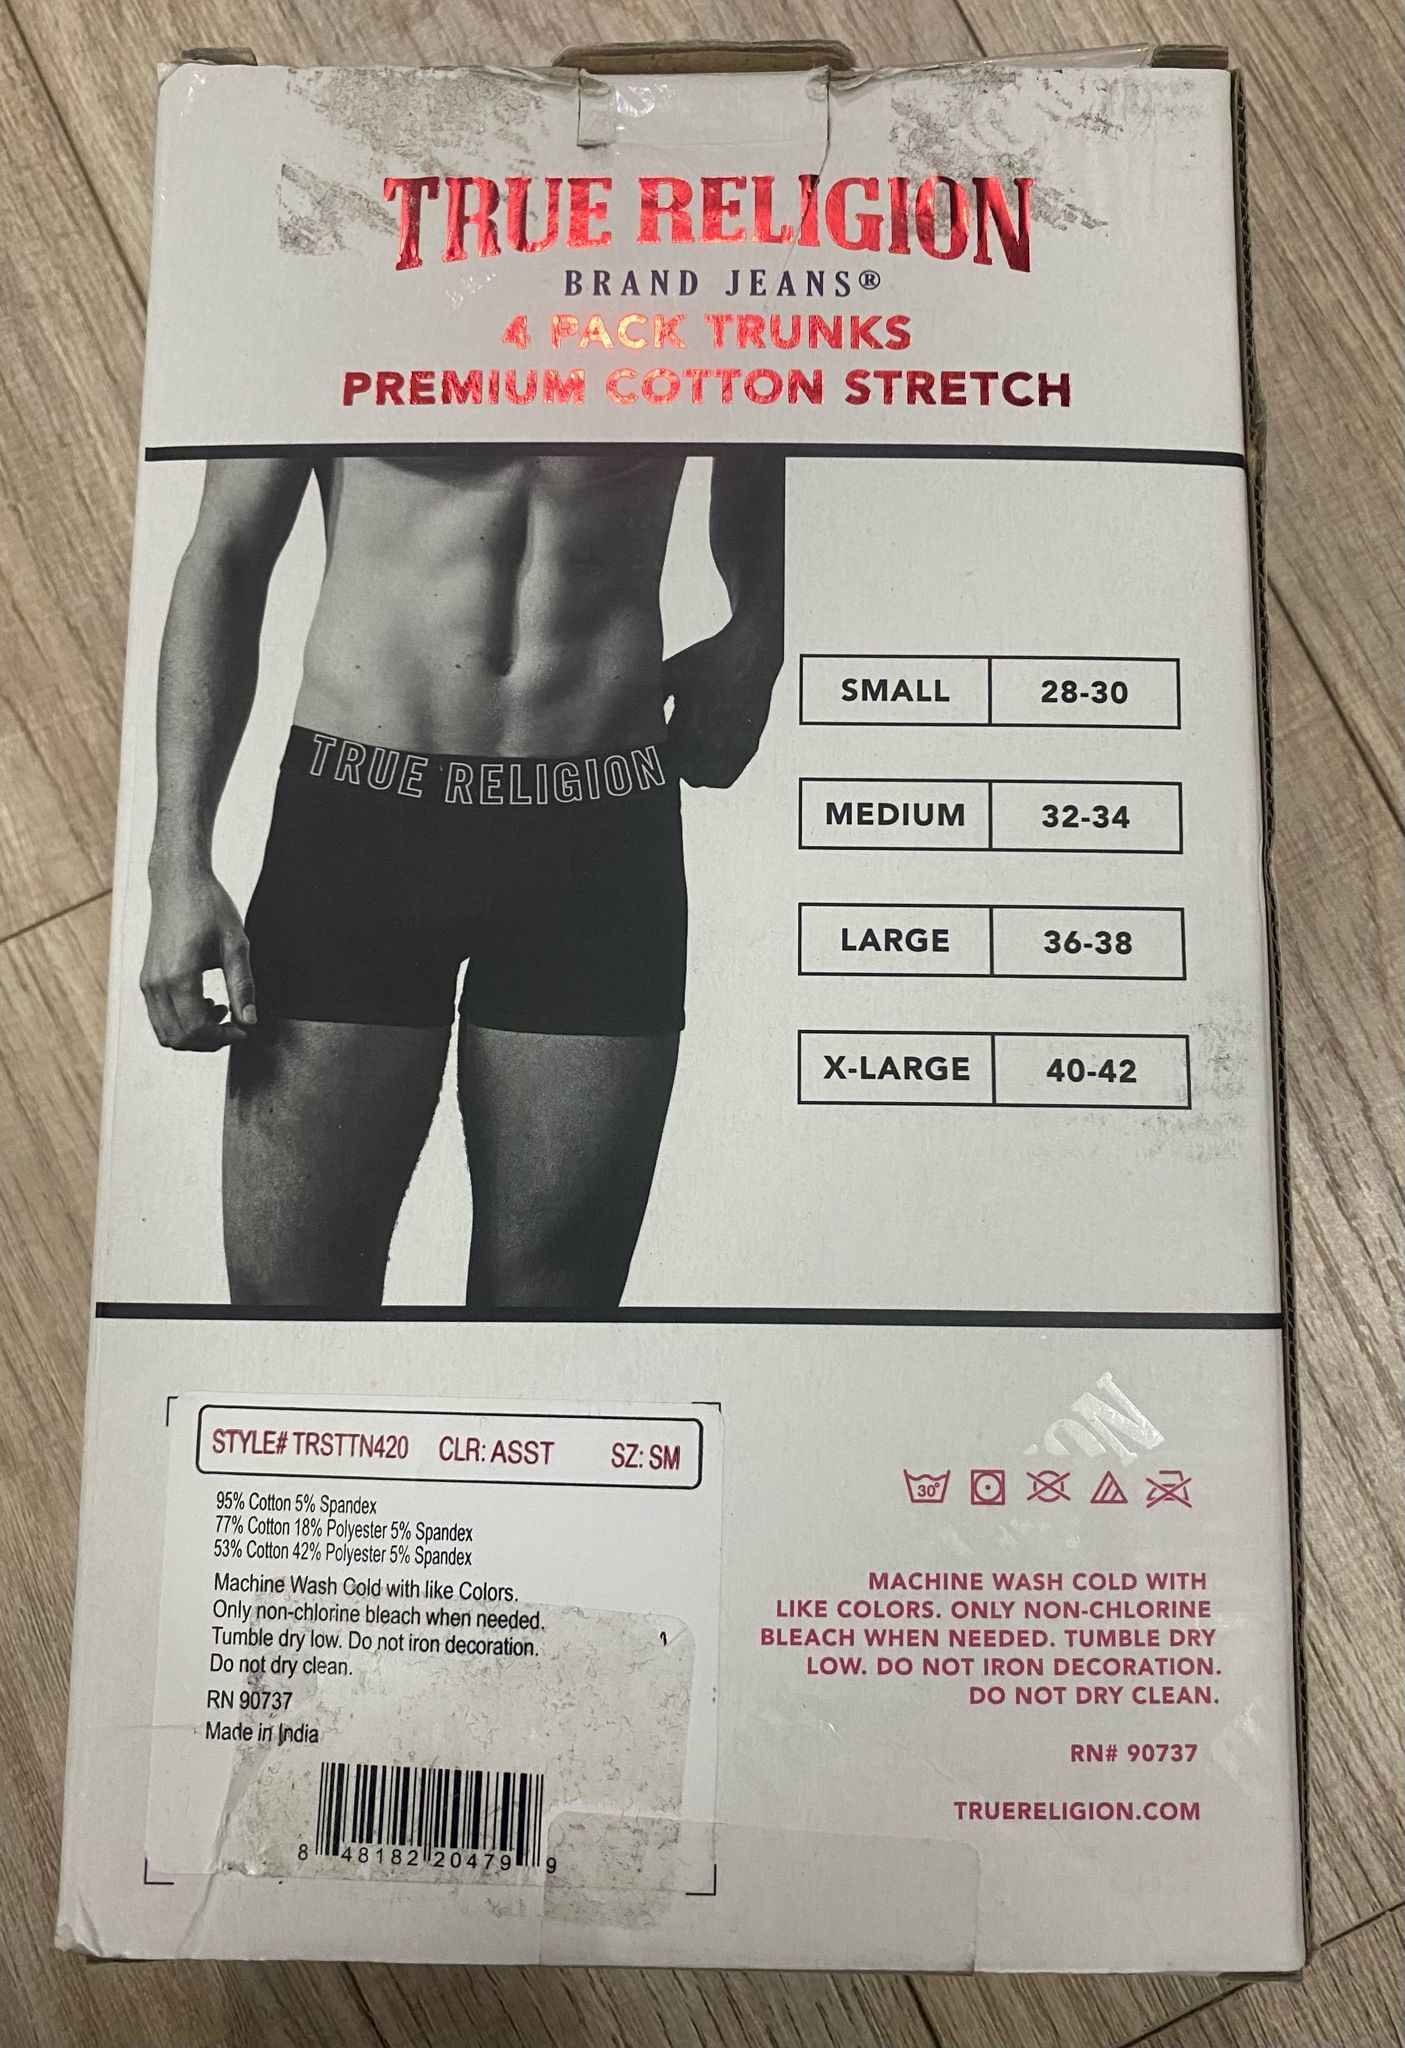 TRUE RELIGION
BRAND JEANS®
4 PACK TRUNKS
PREMIUM COTTON STRETCH
TRUE RELIGION
SMALL 28-30
MEDIUM 32-34
LARGE 36-38
X-LARGE 40-42
STYLE# TRSTTN420 CLR: ASST SZ: SM
95% Cotton 5% Spandex
77% Cotton 18% Polyester 5% Spandex
53% Cotton 42% Polyester 5% Spandex
Machine Wash Cold with like Colors.
Only non-chlorine bleach when needed.
Tumble dry low. Do not iron decoration.
Do not dry clean.
RN 90737
Made in India
8 48182 20479 9
30°
MACHINE WASH COLD WITH
LIKE COLORS. ONLY NON-CHLORINE
BLEACH WHEN NEEDED. TUMBLE DRY
LOW. DO NOT IRON DECORATION.
DO NOT DRY CLEAN.
RN# 90737
TRUERELIGION.COM